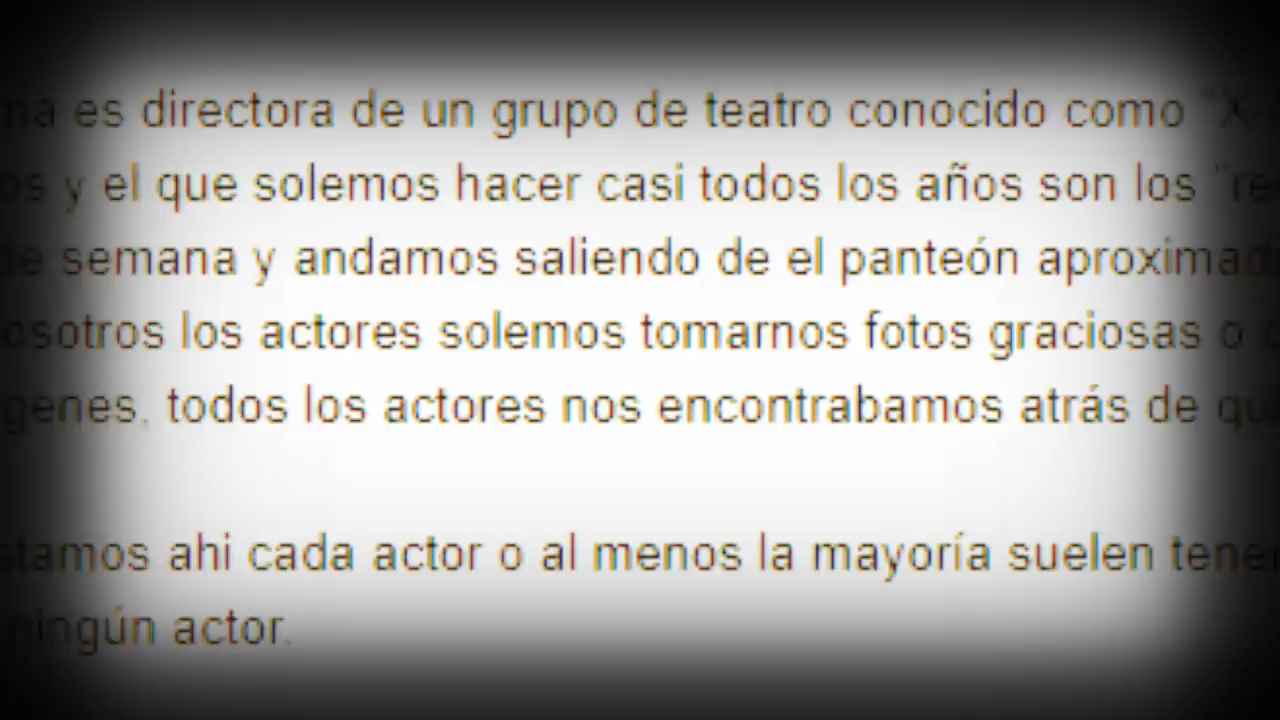 es directora de un grupo de teatro conocido como
y el que solemos hacer casi todos los años son los
de semana y andamos saliendo de el panteón
los actores solemos tomarnos fotos graciosas o
todos los actores nos encontrabamos atrás de
ahi cada actor o al menos la mayoría suelen
ningún actor.